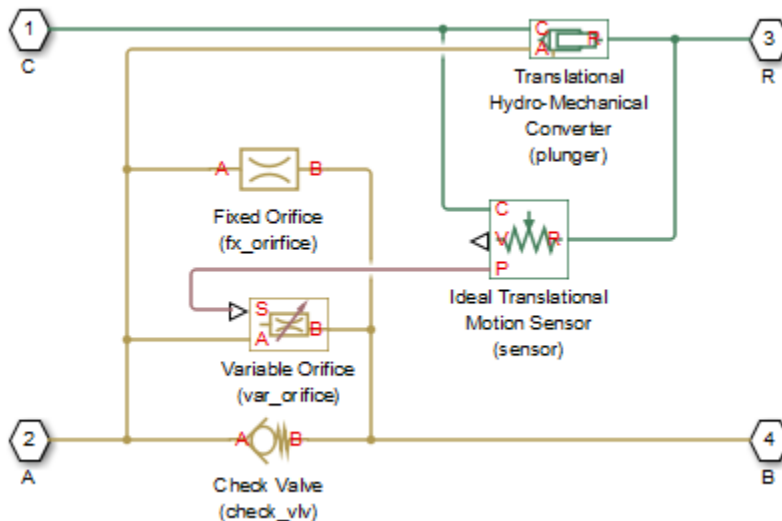 1
C
C
A
R
3
R
Translational
Hydro-Mechanical
Converter
(plunger)
A
B
Fixed Orifice
(fx_orirfice)
C
V
R
P
Ideal Translational
Motion Sensor
(sensor)
S
A
B
Variable Orifice
(var_orifice)
2
A
A
B
Check Valve
(check_vlv)
4
B